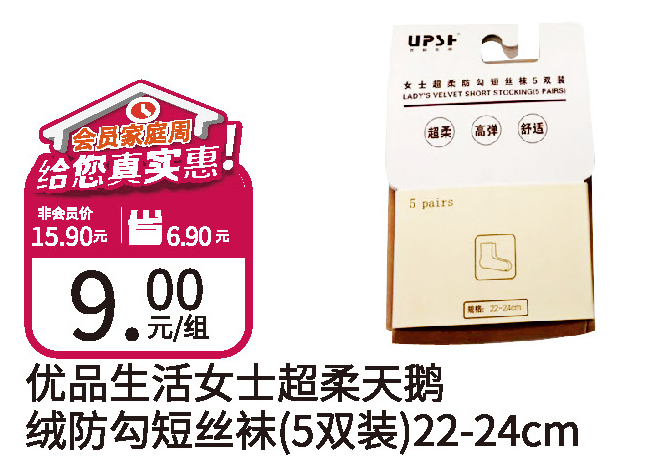 会员家庭周
给您真实惠!
非会员价
15.90元
6.90元
9.00
元/组
UPSH
女士超柔防勾短丝袜5双装
LADY'S VELVET SHORT STOCKING(5 PAIRS)
超柔 高弹 舒适
5 pairs
规格: 22-24cm
优品生活女士超柔天鹅
绒防勾短丝袜(5双装)22-24cm